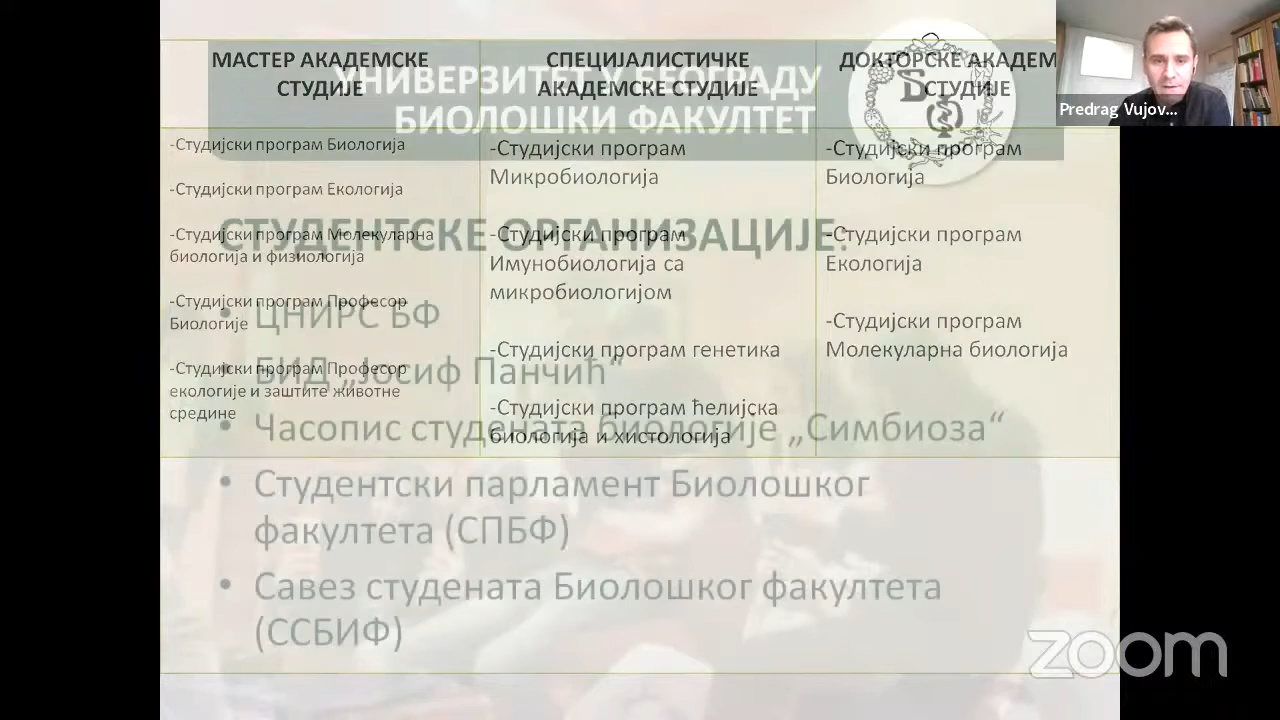 МАСТЕР АКАДЕМСКЕ
СТУДИЈЕ
-Студијски програм Биологија
-Студијски програм Екологија
-Студијски програм Молекуларна
биологија и физиологија
-Студијски програм Професор
Биологије
-Студијски програм Професор
екологије и заштите животне
средине
СПЕЦИЈАЛИСТИЧКЕ
АКАДЕМСКЕ СТУДИЈЕ
-Студијски програм
Микробиологија
-Студијски програм
Имунобиологија са
микробиологијом
-Студијски програм генетика
-Студијски програм ћелијска
биологија и хистологија
ДОКТОРСКЕ АКАДЕМ
СТУДИЈЕ
-Студијски програм
Биологија
-Студијски програм
Екологија
-Студијски програм
Молекуларна биологија
УНИВЕРЗИТЕТ У БЕОГРАДУ
БИОЛОШКИ ФАКУЛТЕТ
СТУДЕНТСКЕ ОРГАНИЗАЦИЈЕ:
• ЦНИРС БФ
• БИД „Јосиф Панчић“
• Часопис студената биологије „Симбиоза“
• Студентски парламент Биолошког
факултета (СПБФ)
• Савез студената Биолошког факултета
(ССБИФ)
Predrag Vujov...
zoom